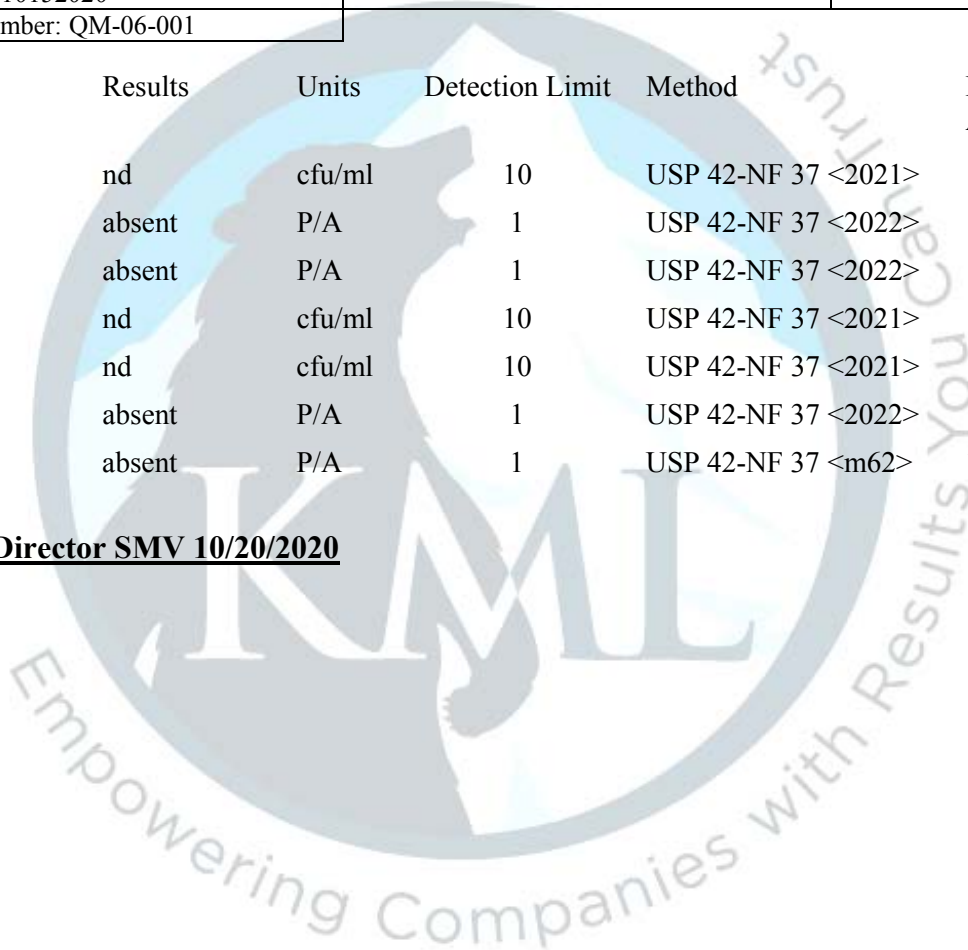 mber: QM-06-001
Results Units Detection Limit Method
nd cfu/ml 10 USP 42-NF 37 <2021>
absent P/A 1 USP 42-NF 37 <2022>
absent P/A 1 USP 42-NF 37 <2022>
nd cfu/ml 10 USP 42-NF 37 <2021>
nd cfu/ml 10 USP 42-NF 37 <2021>
absent P/A 1 USP 42-NF 37 <2022>
absent P/A 1 USP 42-NF 37 <m62>
Director SMV 10/20/2020
KML
Empowering Companies with Results You Can Trust